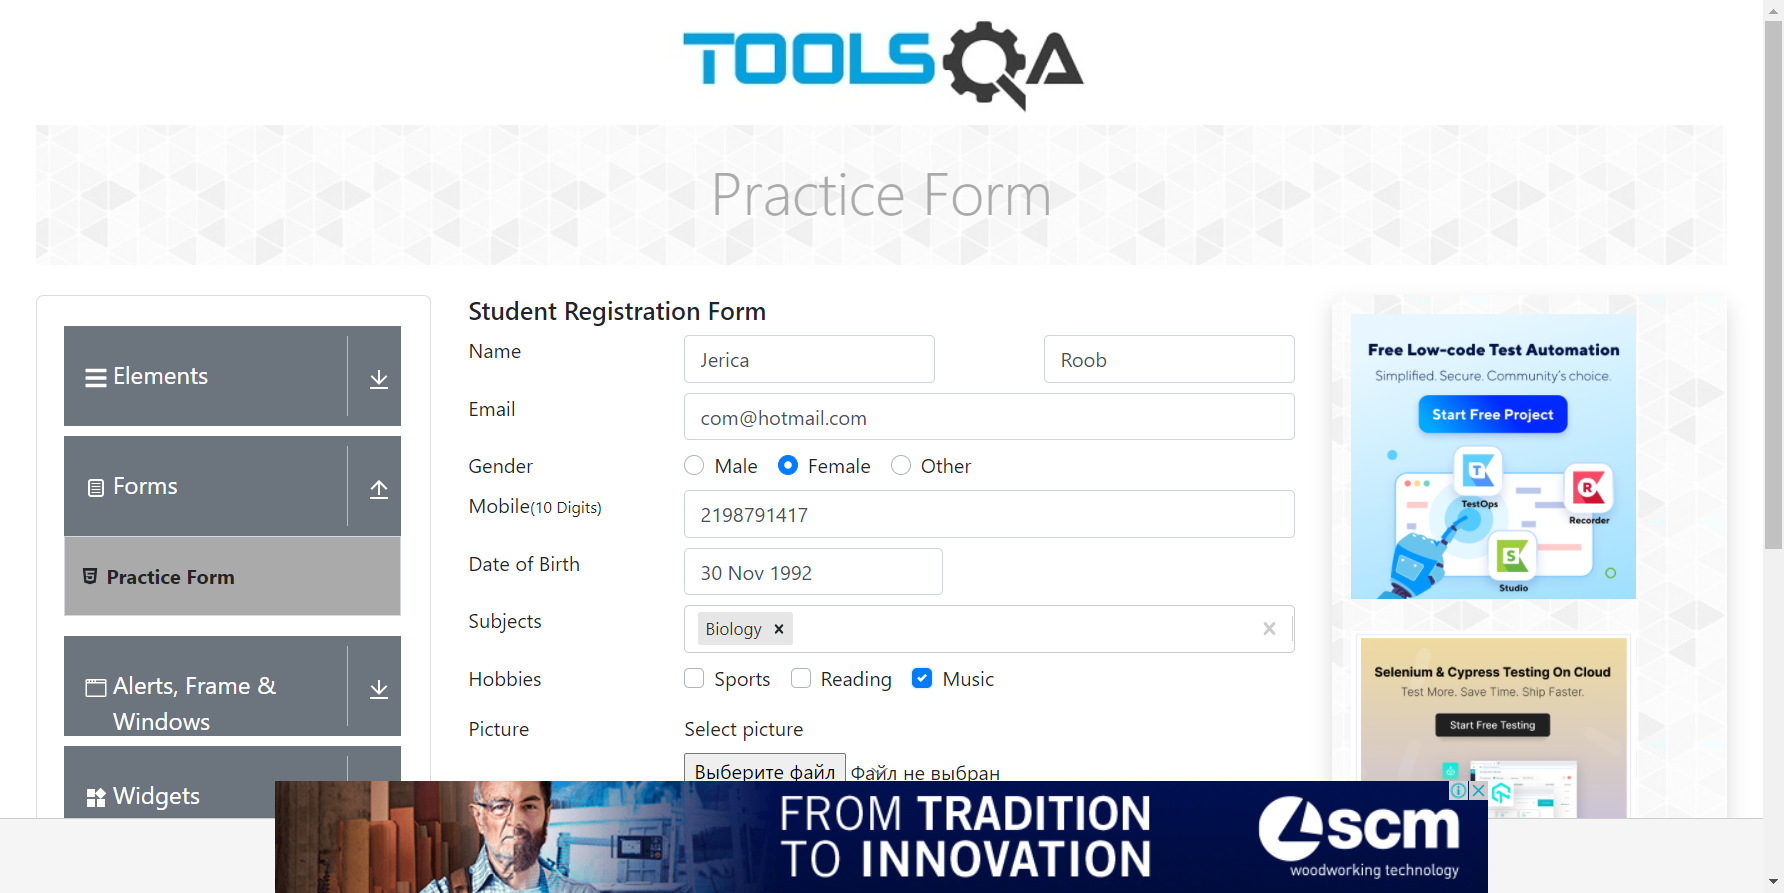 TOOLSQA
Practice Form
Elements
Forms
Practice Form
Alerts, Frame &
Windows
Widgets
Student Registration Form
Name
Jerica
Roob
Email
com@hotmail.com
Gender
Male
Female
Other
Mobile(10 Digits)
2198791417
Date of Birth
30 Nov 1992
Subjects
Biology
Hobbies
Sports
Reading
Music
Picture
Select picture
Выберите файл
Файл не выбран
Free Low-code Test Automation
Simplified. Secure. Community's choice.
Start Free Project
T
TestOps
R
Recorder
S
Studio
Selenium & Cypress Testing On Cloud
Test More. Save Time. Ship Faster.
Start Free Testing
FROM TRADITION
TO INNOVATION
scm
woodworking technology